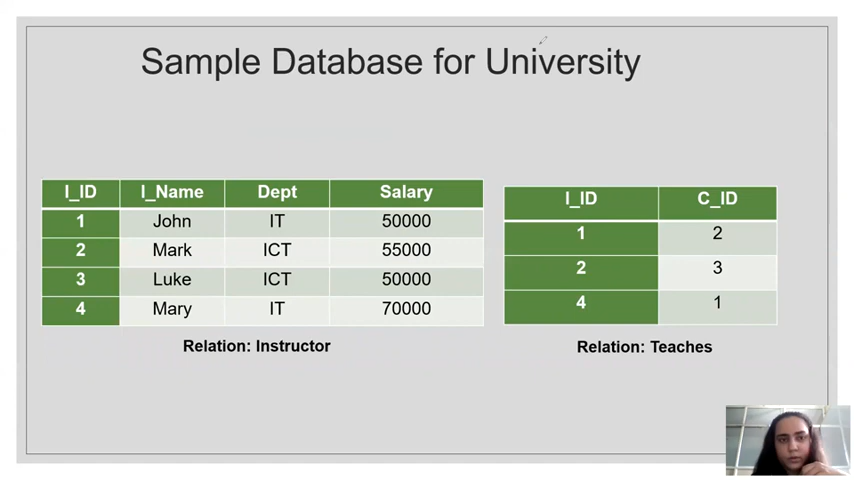 Sample Database for University
I_ID I_Name Dept Salary
1 John IT 50000
2 Mark ICT 55000
3 Luke ICT 50000
4 Mary IT 70000
Relation: Instructor
I_ID C_ID
1 2
2 3
4 1
Relation: Teaches